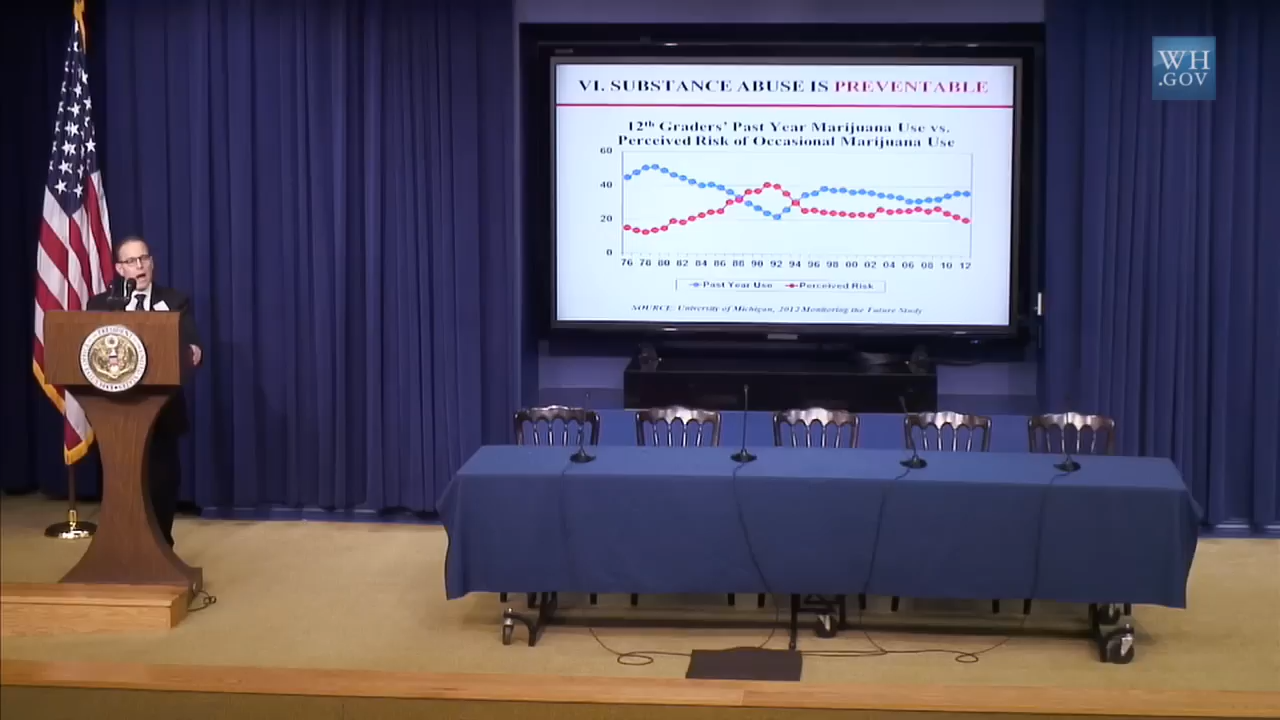 WH
.GOV
VI. SUBSTANCE ABUSE IS PREVENTABLE
12th Graders' Past Year Marijuana Use vs.
Perceived Risk of Occasional Marijuana Use
60
40
20
0
76 78 80 82 84 86 88 90 92 94 96 98 00 02 04 06 08 10 12
Past Year Use Perceived Risk
SOURCE: University of Michigan, 2012 Monitoring the Future Study